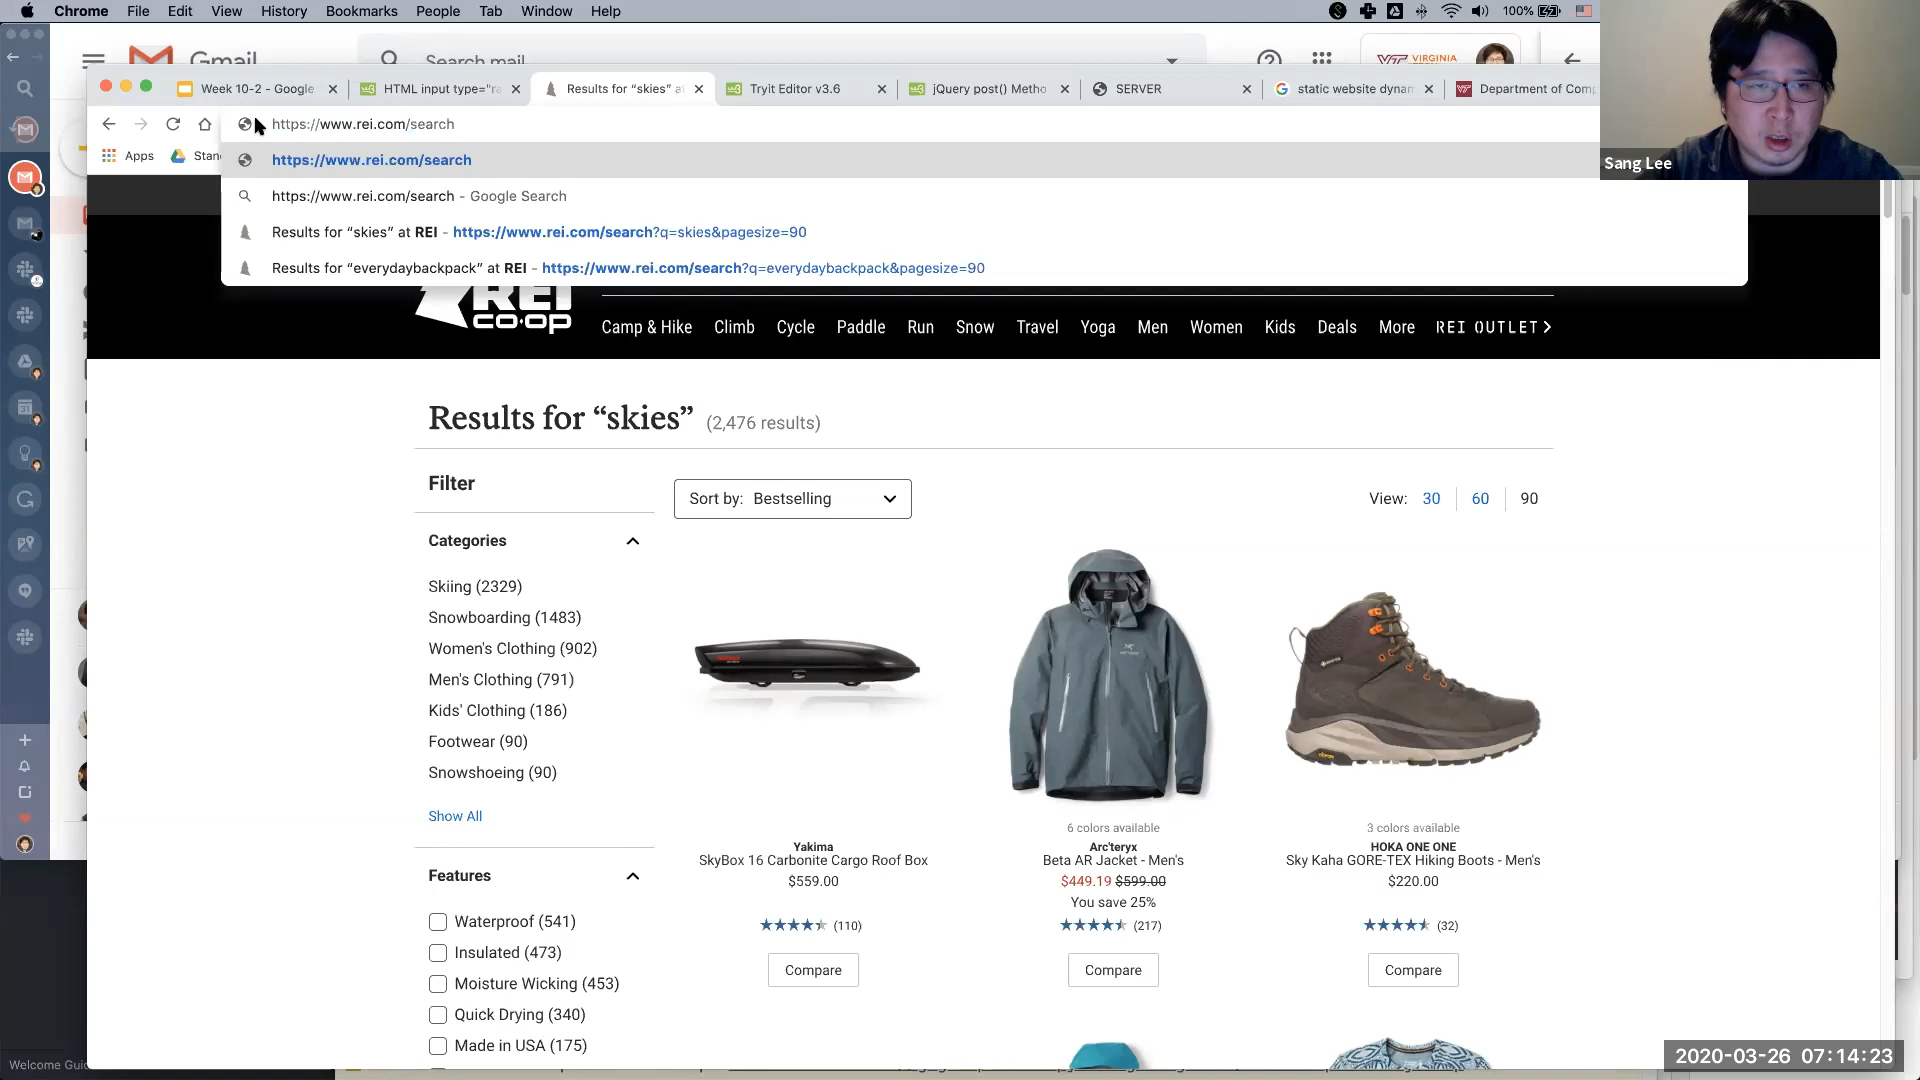 Chrome File Edit View History Bookmarks People Tab Window Help 100%
Gmail Search mail VIRGINIA
Week 10-2 - Google HTML input type="ra Results for “skies” a Tryit Editor v3.6 jQuery post() Metho SERVER static website dynam Department of Com
https://www.rei.com/search
Apps
https://www.rei.com/search
https://www.rei.com/search - Google Search
Results for “skies” at REI - https://www.rei.com/search?q=skies&pagesize=90
Results for “everydaybackpack” at REI - https://www.rei.com/search?q=everydaybackpack&pagesize=90
Sang Lee
REI
co·op
Camp & Hike Climb Cycle Paddle Run Snow Travel Yoga Men Women Kids Deals More REI OUTLET
Results for “skies” (2,476 results)
Filter
Sort by: Bestselling
View: 30 60 90
Categories
Skiing (2329)
Snowboarding (1483)
Women's Clothing (902)
Men's Clothing (791)
Kids' Clothing (186)
Footwear (90)
Snowshoeing (90)
Show All
Features
Waterproof (541)
Insulated (473)
Moisture Wicking (453)
Quick Drying (340)
Made in USA (175)
Yakima
SkyBox 16 Carbonite Cargo Roof Box
$559.00
(110)
Compare
6 colors available
Arc'teryx
Beta AR Jacket - Men's
$449.19 $599.00
You save 25%
(217)
Compare
3 colors available
HOKA ONE ONE
Sky Kaha GORE-TEX Hiking Boots - Men's
$220.00
(32)
Compare
Welcome Gui
2020-03-26 07:14:23